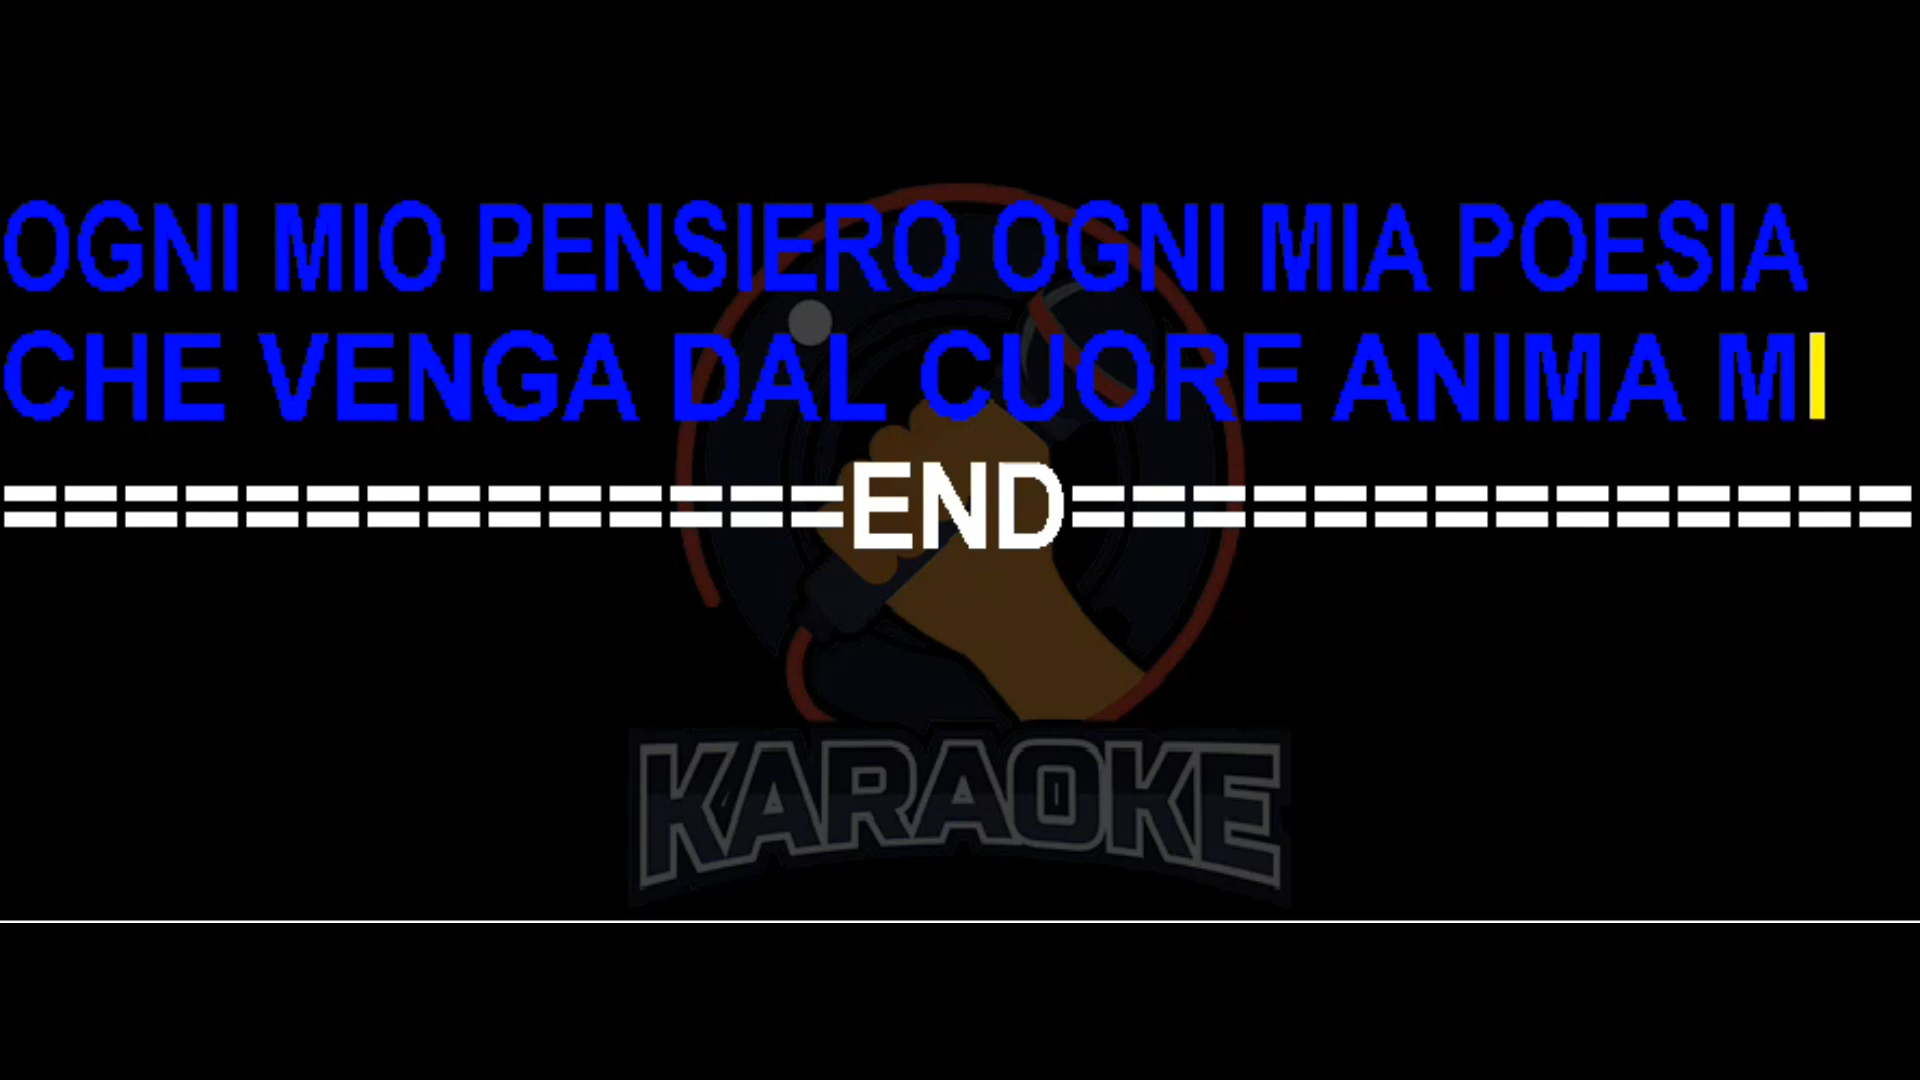 OGNI MIO PENSIERO OGNI MIA POESIA
CHE VENGA DAL CUORE ANIMA MI
==============END==============
KARAOKE